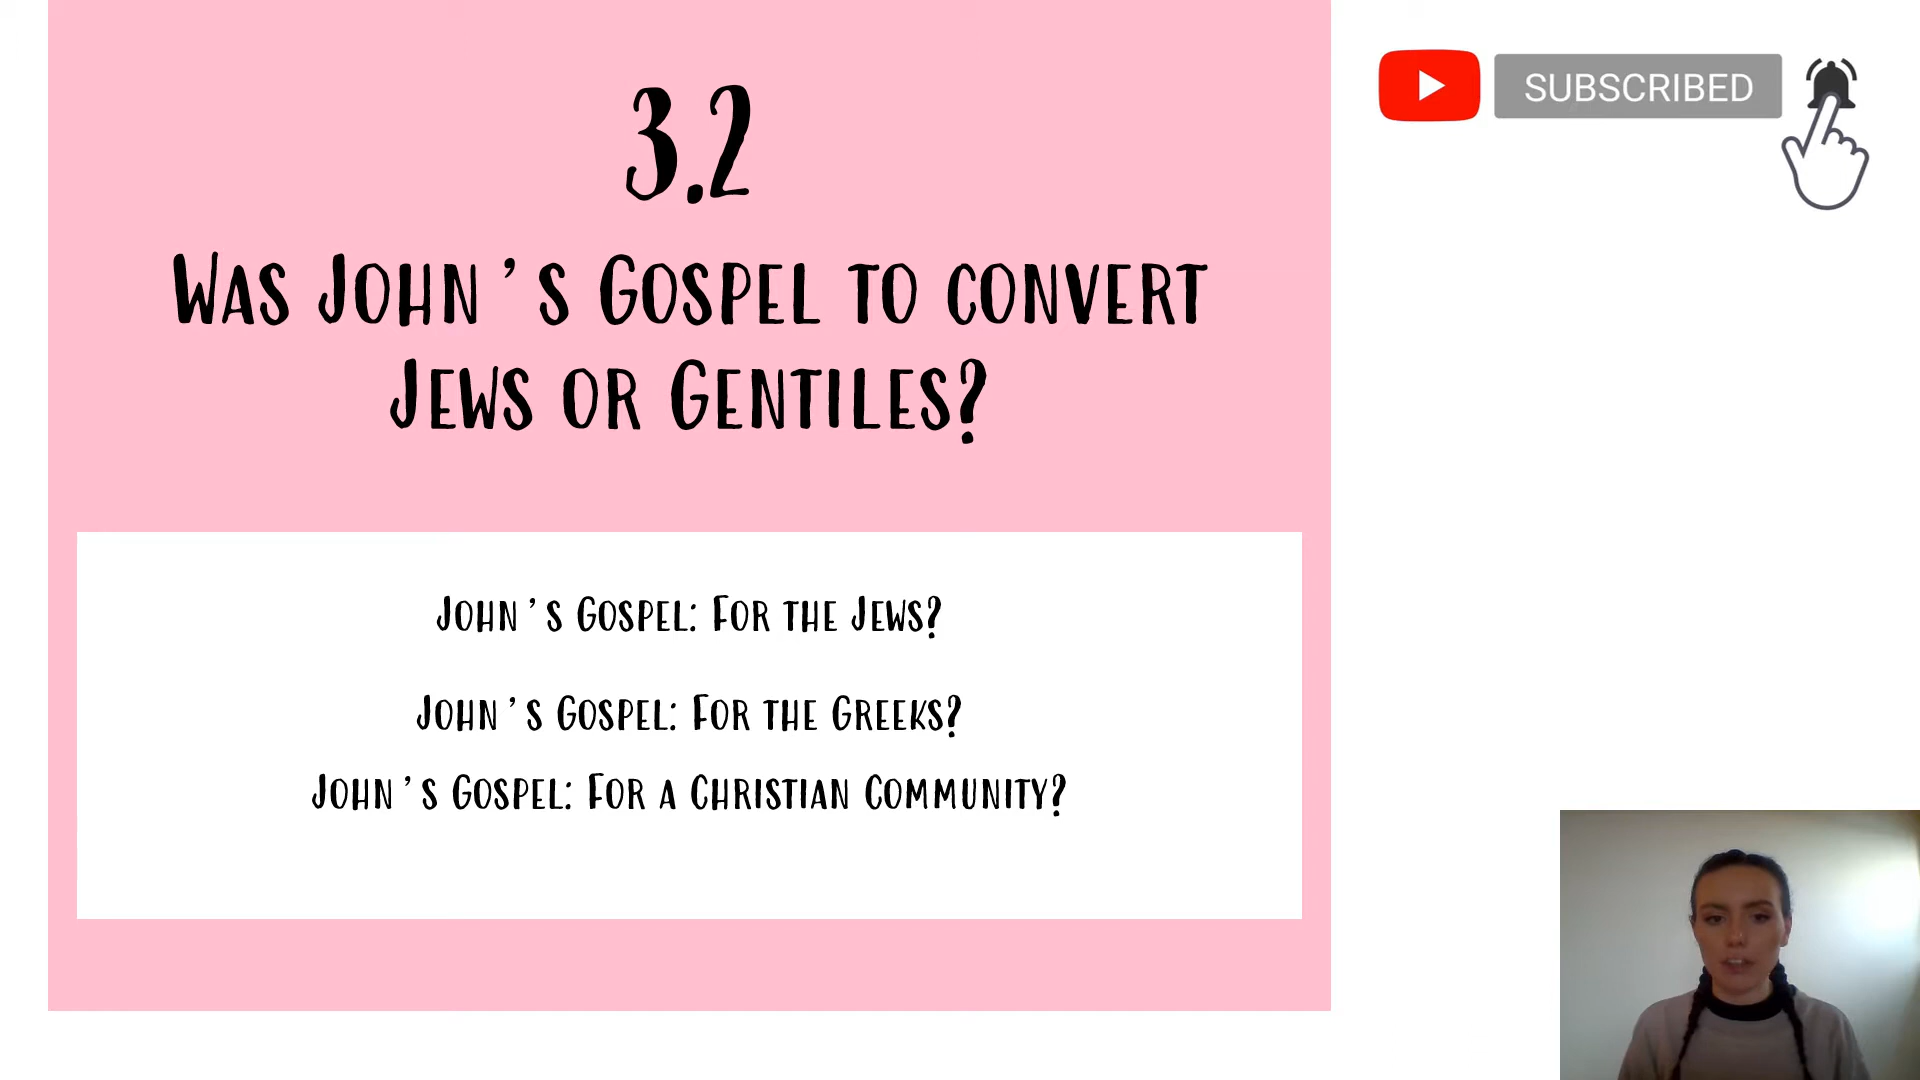 3.2
Was John's Gospel to convert
Jews or Gentiles?
John's Gospel: For the Jews?
John's Gospel: For the Greeks?
John's Gospel: For a Christian Community?
SUBSCRIBED